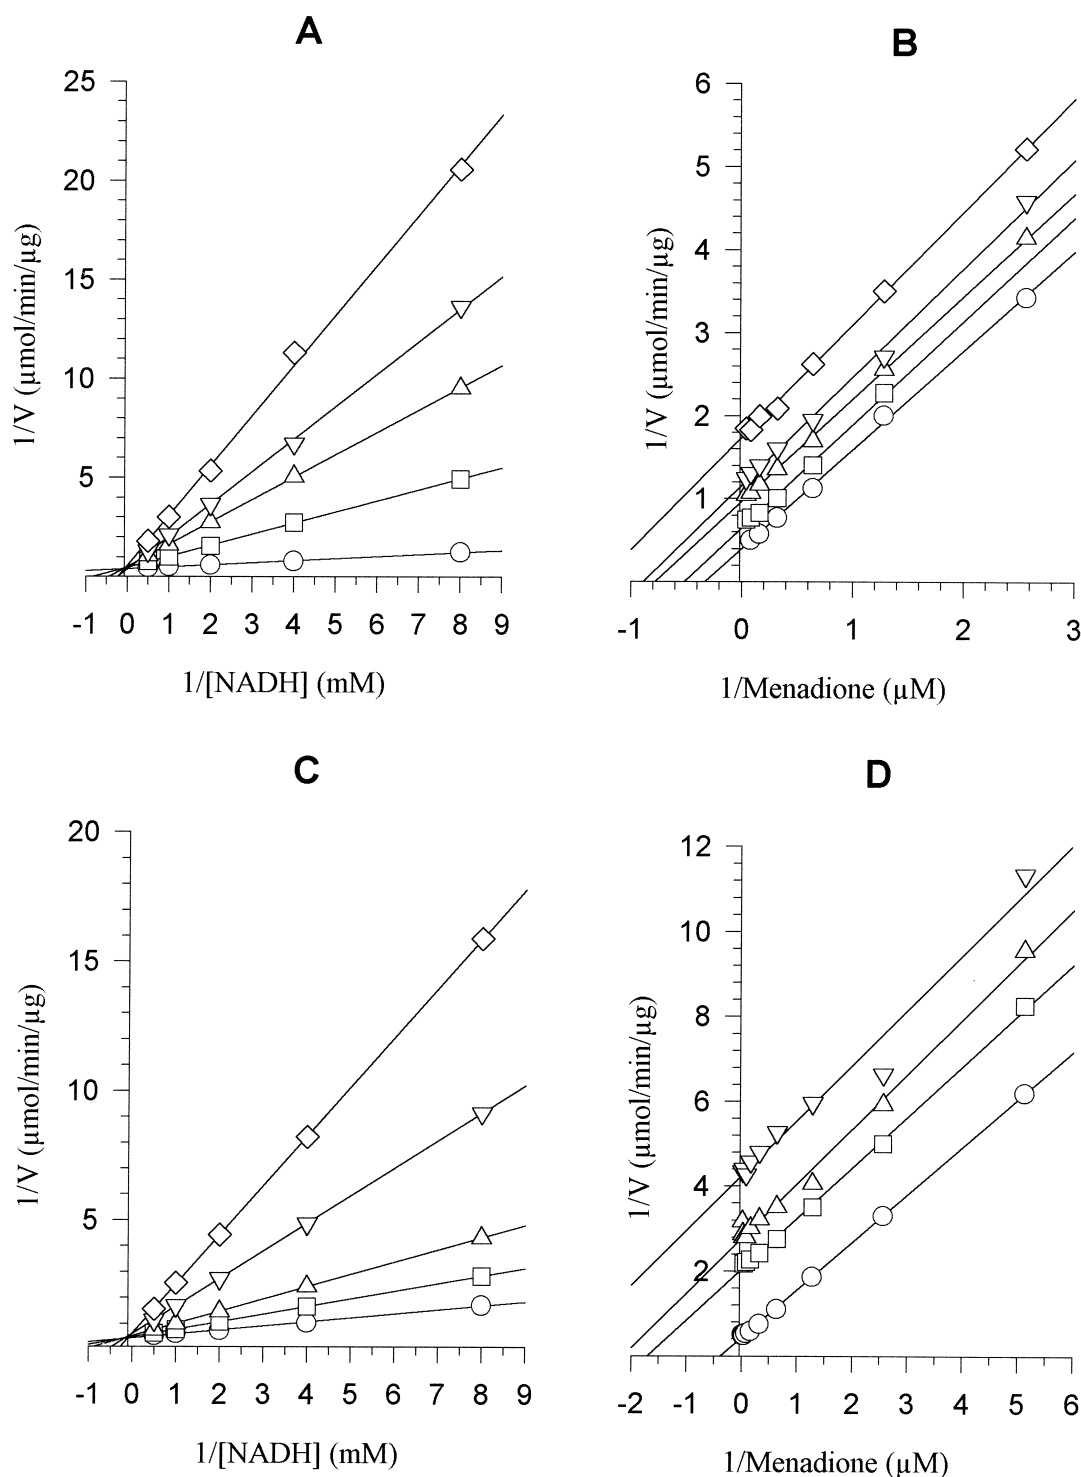 A
25
20
15
10
5
1/V (µmol/min/µg)
-1 0 1 2 3 4 5 6 7 8 9
1/[NADH] (mM)
B
6
5
4
3
2
1
1/V (µmol/min/µg)
-1 0 1 2 3
1/Menadione (µM)
C
20
15
10
5
1/V (µmol/min/µg)
-1 0 1 2 3 4 5 6 7 8 9
1/[NADH] (mM)
D
12
10
8
6
4
2
1/V (µmol/min/µg)
-2 -1 0 1 2 3 4 5 6
1/Menadione (µM)